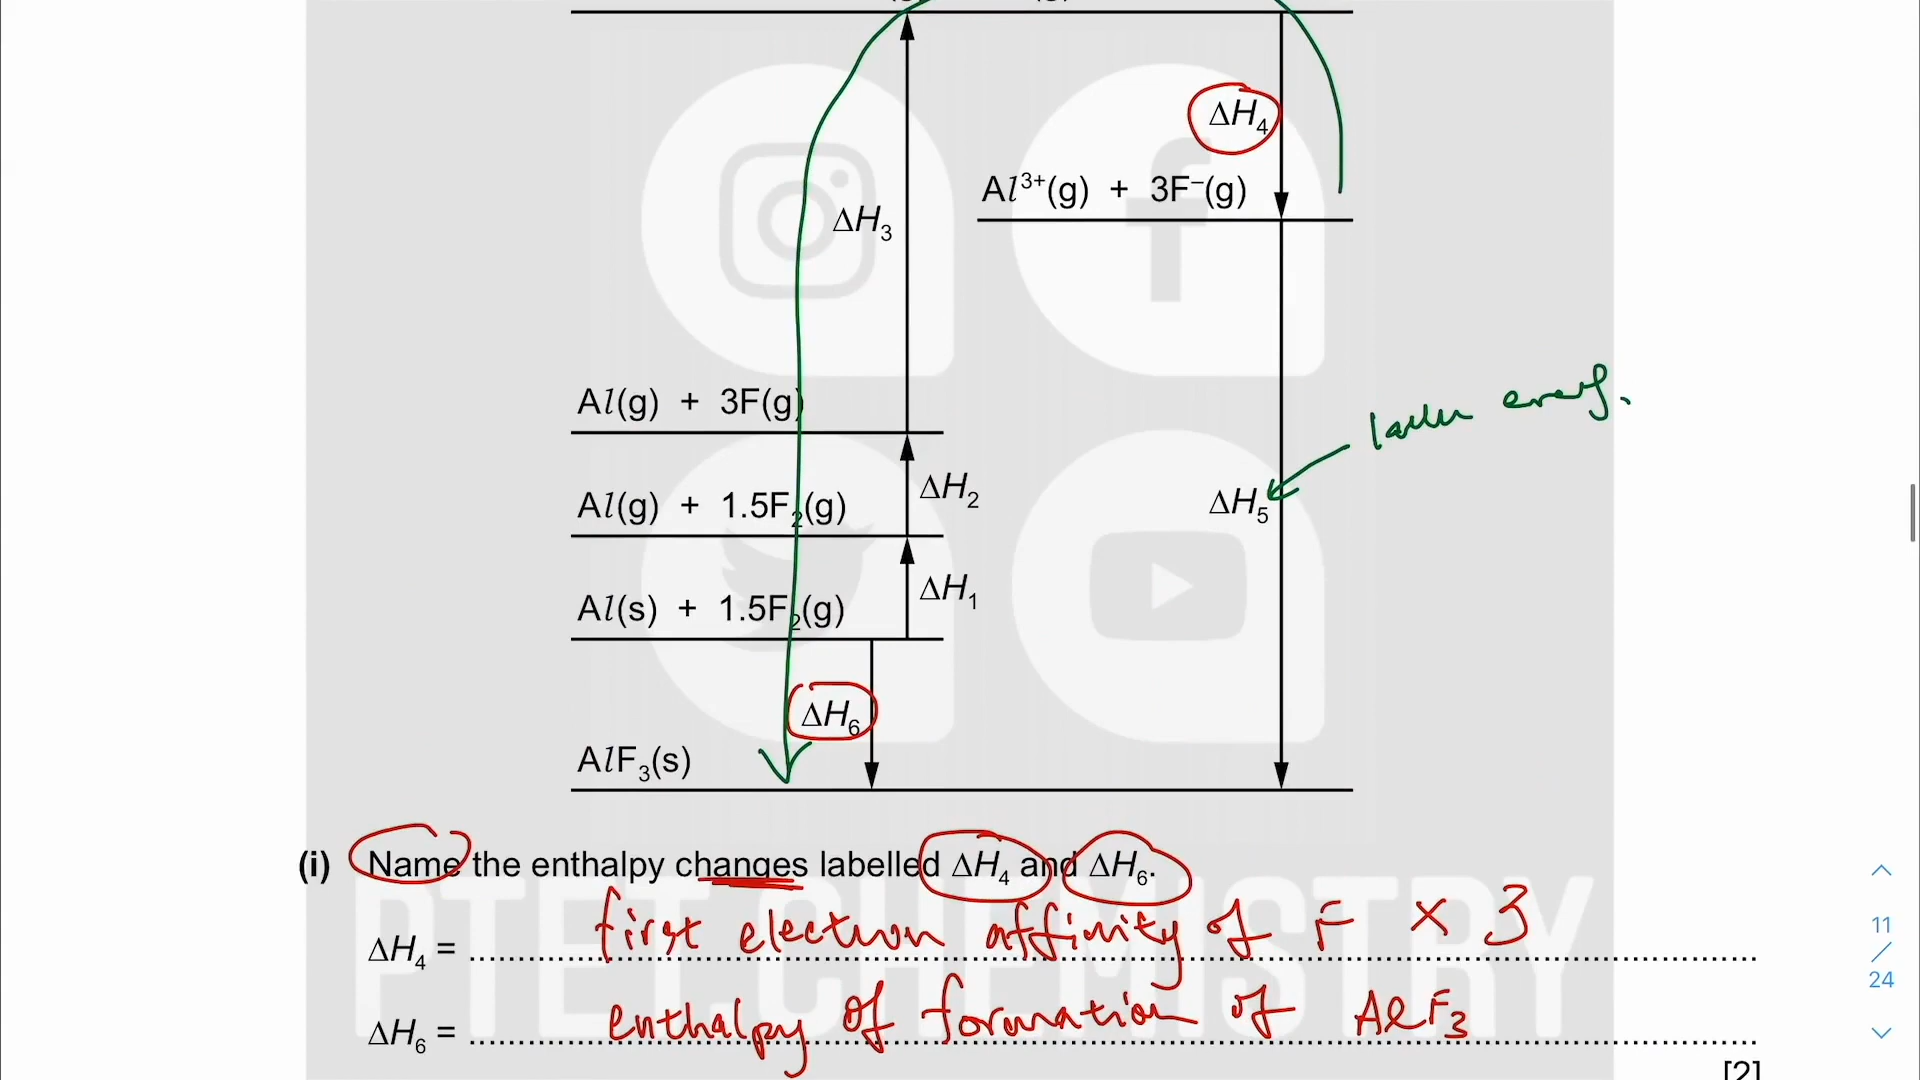 ΔH₄
Al³⁺(g) + 3F⁻(g)
ΔH₃
Al(g) + 3F(g)
energy.
ΔH₂
Al(g) + 1.5F₂(g)
ΔH₅
ΔH₁
Al(s) + 1.5F₂(g)
ΔH₆
AlF₃(s)
(i) Name the enthalpy changes labelled ΔH₄ and ΔH₆.
ΔH₄ = first electron affinity of F × 3
ΔH₆ = enthalpy of formation of AlF₃
[2]
PTET.CHEMISTRY
11
/
24